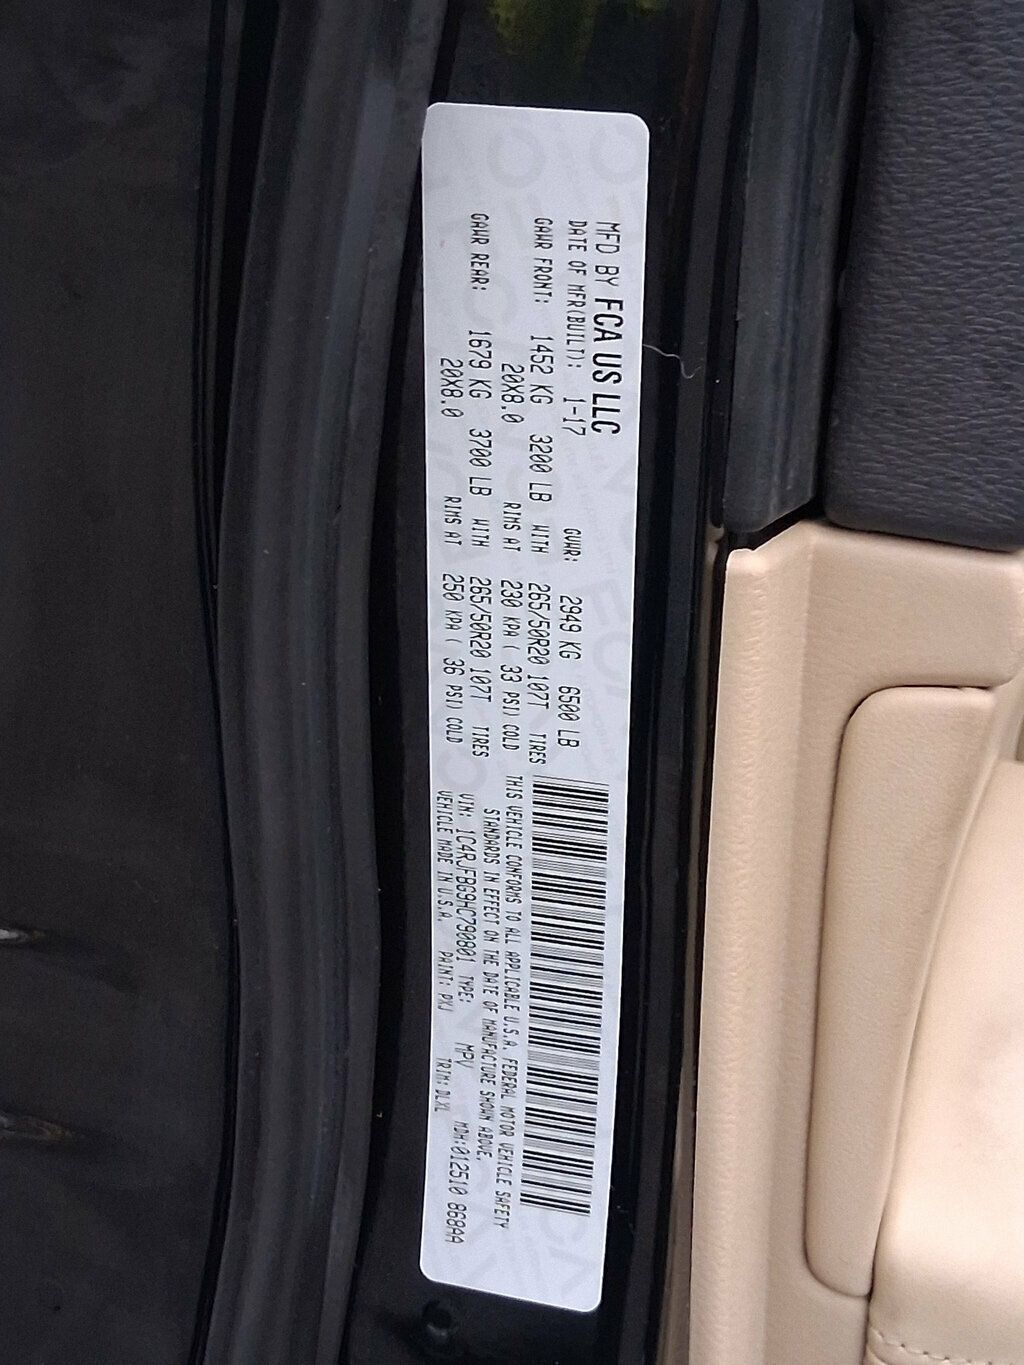 MFD BY FCA US LLC
DATE OF MFR(BUILT): 1-17 GVWR: 2949 KG 6500 LB
GAWR FRONT: 1452 KG 3200 LB WITH 265/50R20 107T TIRES
20X8.0 RIMS AT 230 KPA ( 33 PSI) COLD
GAWR REAR: 1679 KG 3700 LB WITH 265/50R20 107T TIRES
20X8.0 RIMS AT 250 KPA ( 36 PSI) COLD
THIS VEHICLE CONFORMS TO ALL APPLICABLE U.S.A. FEDERAL MOTOR VEHICLE SAFETY
STANDARDS IN EFFECT ON THE DATE OF MANUFACTURE SHOWN ABOVE.
VIN: 1C4RJFBG9HC790801 TYPE: MPV MDH:012510 868AA
VEHICLE MADE IN U.S.A. PAINT: PXJ TRIM: DLXL